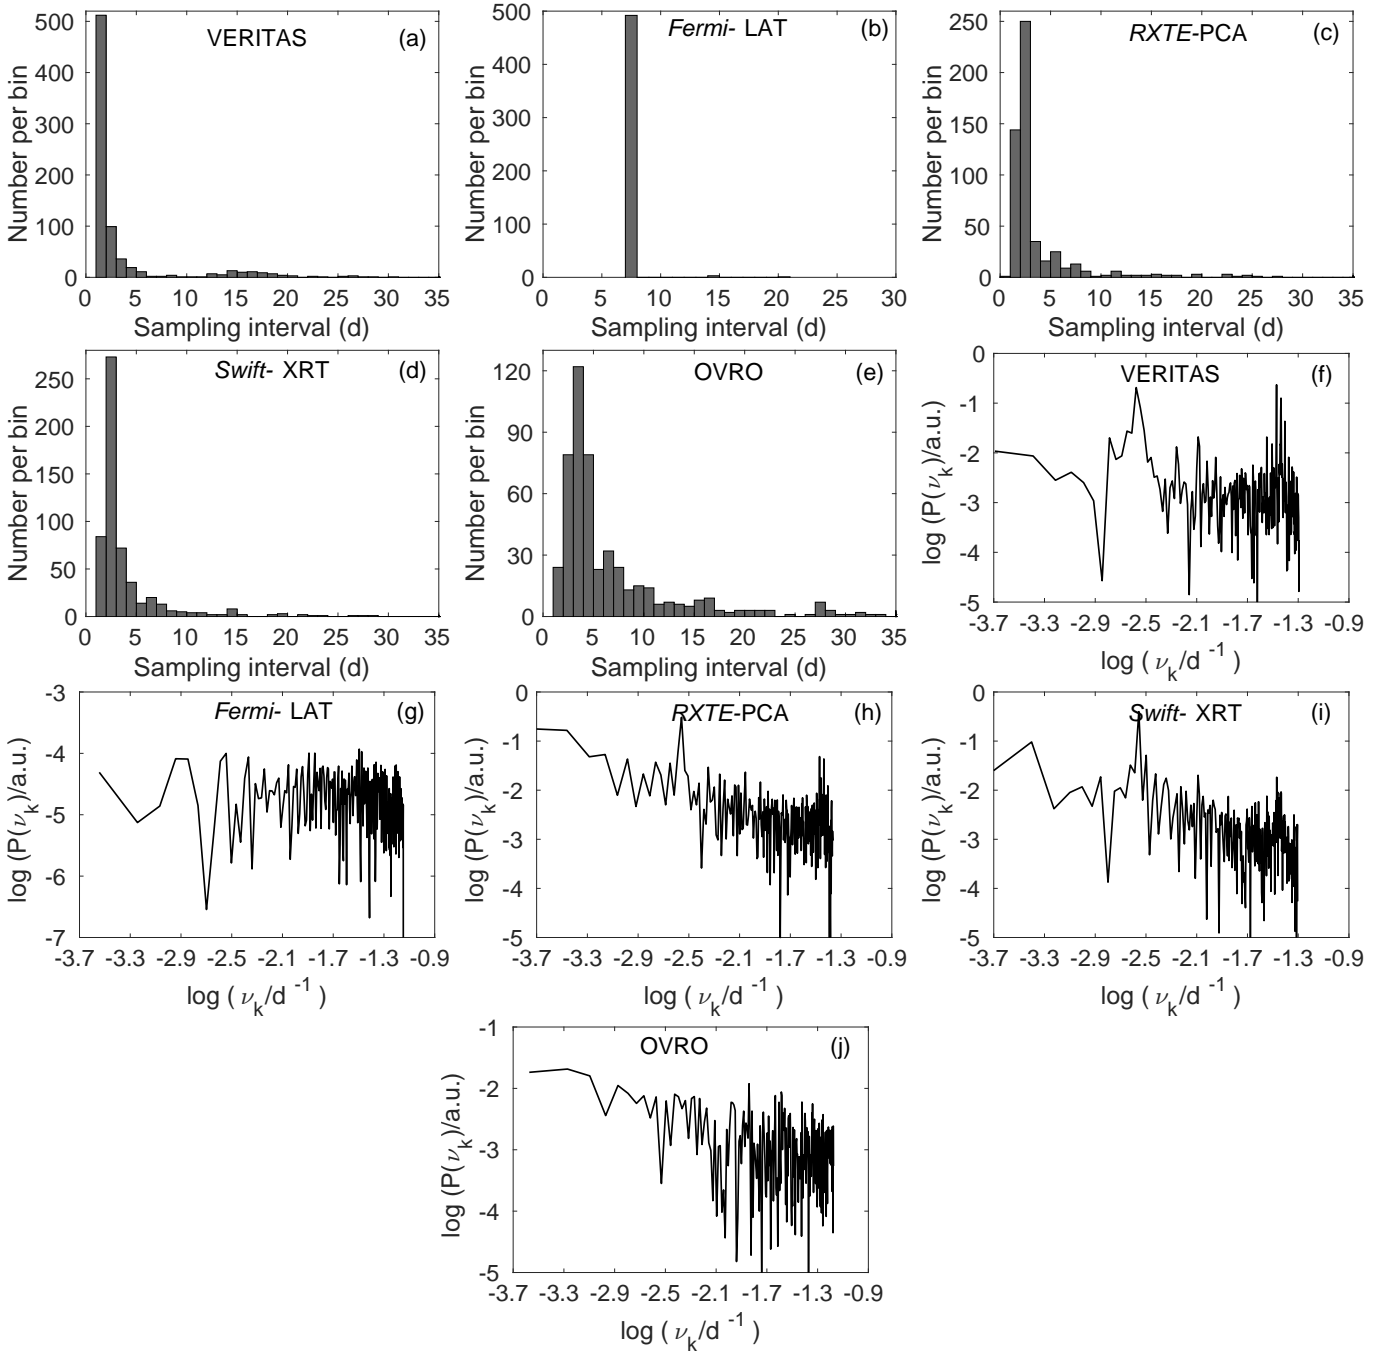 VERITAS (a)
Number per bin
500
400
300
200
100
0
0 5 10 15 20 25 30 35
Sampling interval (d)
Fermi- LAT (b)
Number per bin
500
400
300
200
100
0
0 5 10 15 20 25 30 35
Sampling interval (d)
RXTE-PCA (c)
Number per bin
250
200
150
100
50
0
0 5 10 15 20 25 30 35
Sampling interval (d)
Swift- XRT (d)
Number per bin
250
200
150
100
50
0
0 5 10 15 20 25 30 35
Sampling interval (d)
OVRO (e)
Number per bin
120
90
60
30
0
0 5 10 15 20 25 30 35
Sampling interval (d)
VERITAS (f)
log (P(ν_k)/a.u.)
0
-1
-2
-3
-4
-5
-3.7 -3.3 -2.9 -2.5 -2.1 -1.7 -1.3 -0.9
log ( ν_k/d⁻¹ )
Fermi- LAT (g)
log (P(ν_k)/a.u.)
-3
-4
-5
-6
-7
-3.7 -3.3 -2.9 -2.5 -2.1 -1.7 -1.3 -0.9
log ( ν_k/d⁻¹ )
RXTE-PCA (h)
log (P(ν_k)/a.u.)
0
-1
-2
-3
-4
-5
-3.7 -3.3 -2.9 -2.5 -2.1 -1.7 -1.3 -0.9
log ( ν_k/d⁻¹ )
Swift- XRT (i)
log (P(ν_k)/a.u.)
0
-1
-2
-3
-4
-5
-3.7 -3.3 -2.9 -2.5 -2.1 -1.7 -1.3 -0.9
log ( ν_k/d⁻¹ )
OVRO (j)
log (P(ν_k)/a.u.)
-1
-2
-3
-4
-5
-3.7 -3.3 -2.9 -2.5 -2.1 -1.7 -1.3 -0.9
log ( ν_k/d⁻¹ )